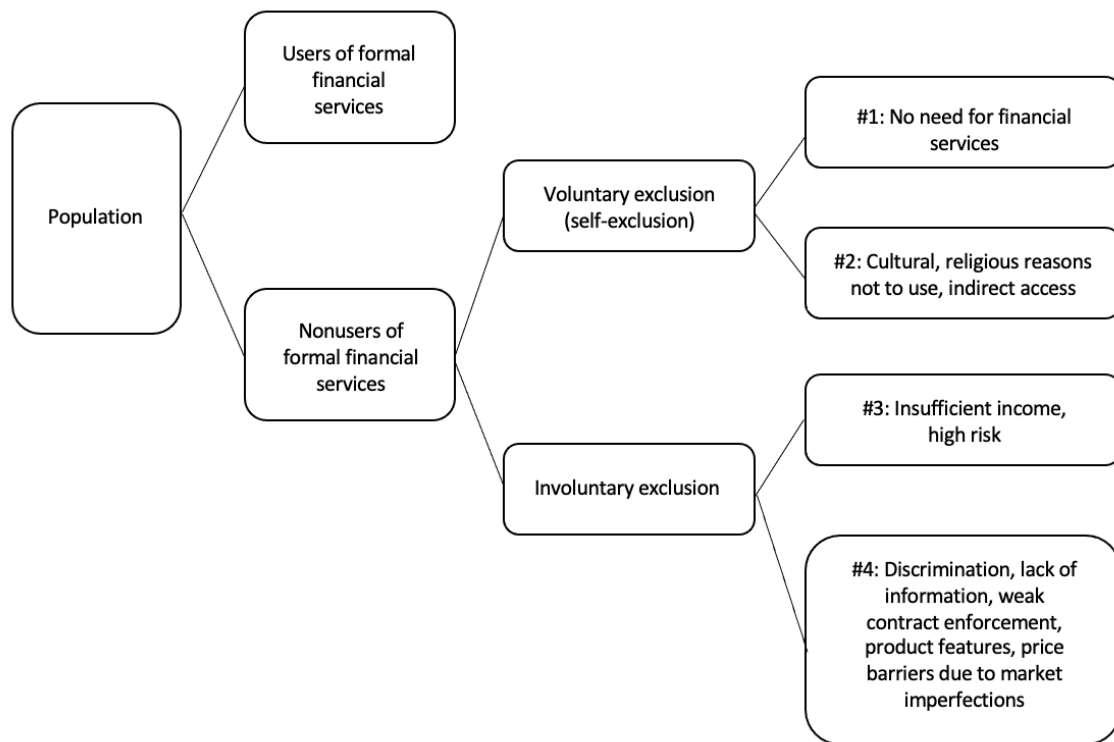 Population
Users of formal
financial
services
Nonusers of
formal financial
services
Voluntary exclusion
(self-exclusion)
Involuntary exclusion
#1: No need for financial
services
#2: Cultural, religious reasons
not to use, indirect access
#3: Insufficient income,
high risk
#4: Discrimination, lack of
information, weak
contract enforcement,
product features, price
barriers due to market
imperfections